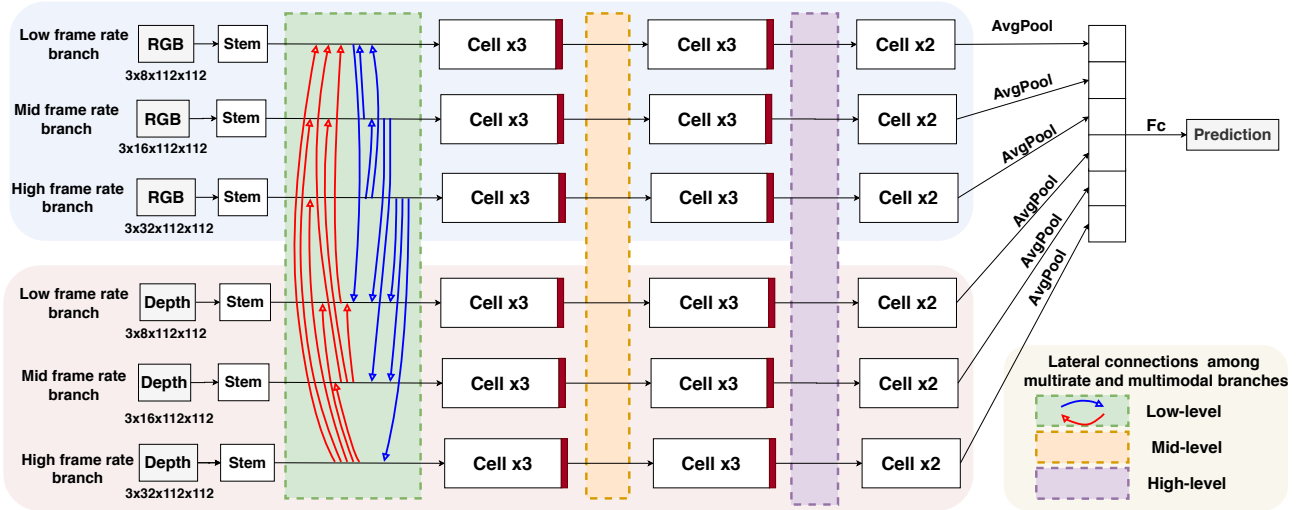 Low frame rate
branch
RGB
Stem
3x8x112x112
Cell x3
Cell x3
Cell x2
AvgPool
Mid frame rate
branch
RGB
Stem
3x16x112x112
Cell x3
Cell x3
Cell x2
AvgPool
High frame rate
branch
RGB
Stem
3x32x112x112
Cell x3
Cell x3
Cell x2
AvgPool
Fc
Prediction
Low frame rate
branch
Depth
Stem
3x8x112x112
Cell x3
Cell x3
Cell x2
AvgPool
Mid frame rate
branch
Depth
Stem
3x16x112x112
Cell x3
Cell x3
Cell x2
AvgPool
High frame rate
branch
Depth
Stem
3x32x112x112
Cell x3
Cell x3
Cell x2
AvgPool
Lateral connections among
multirate and multimodal branches
Low-level
Mid-level
High-level